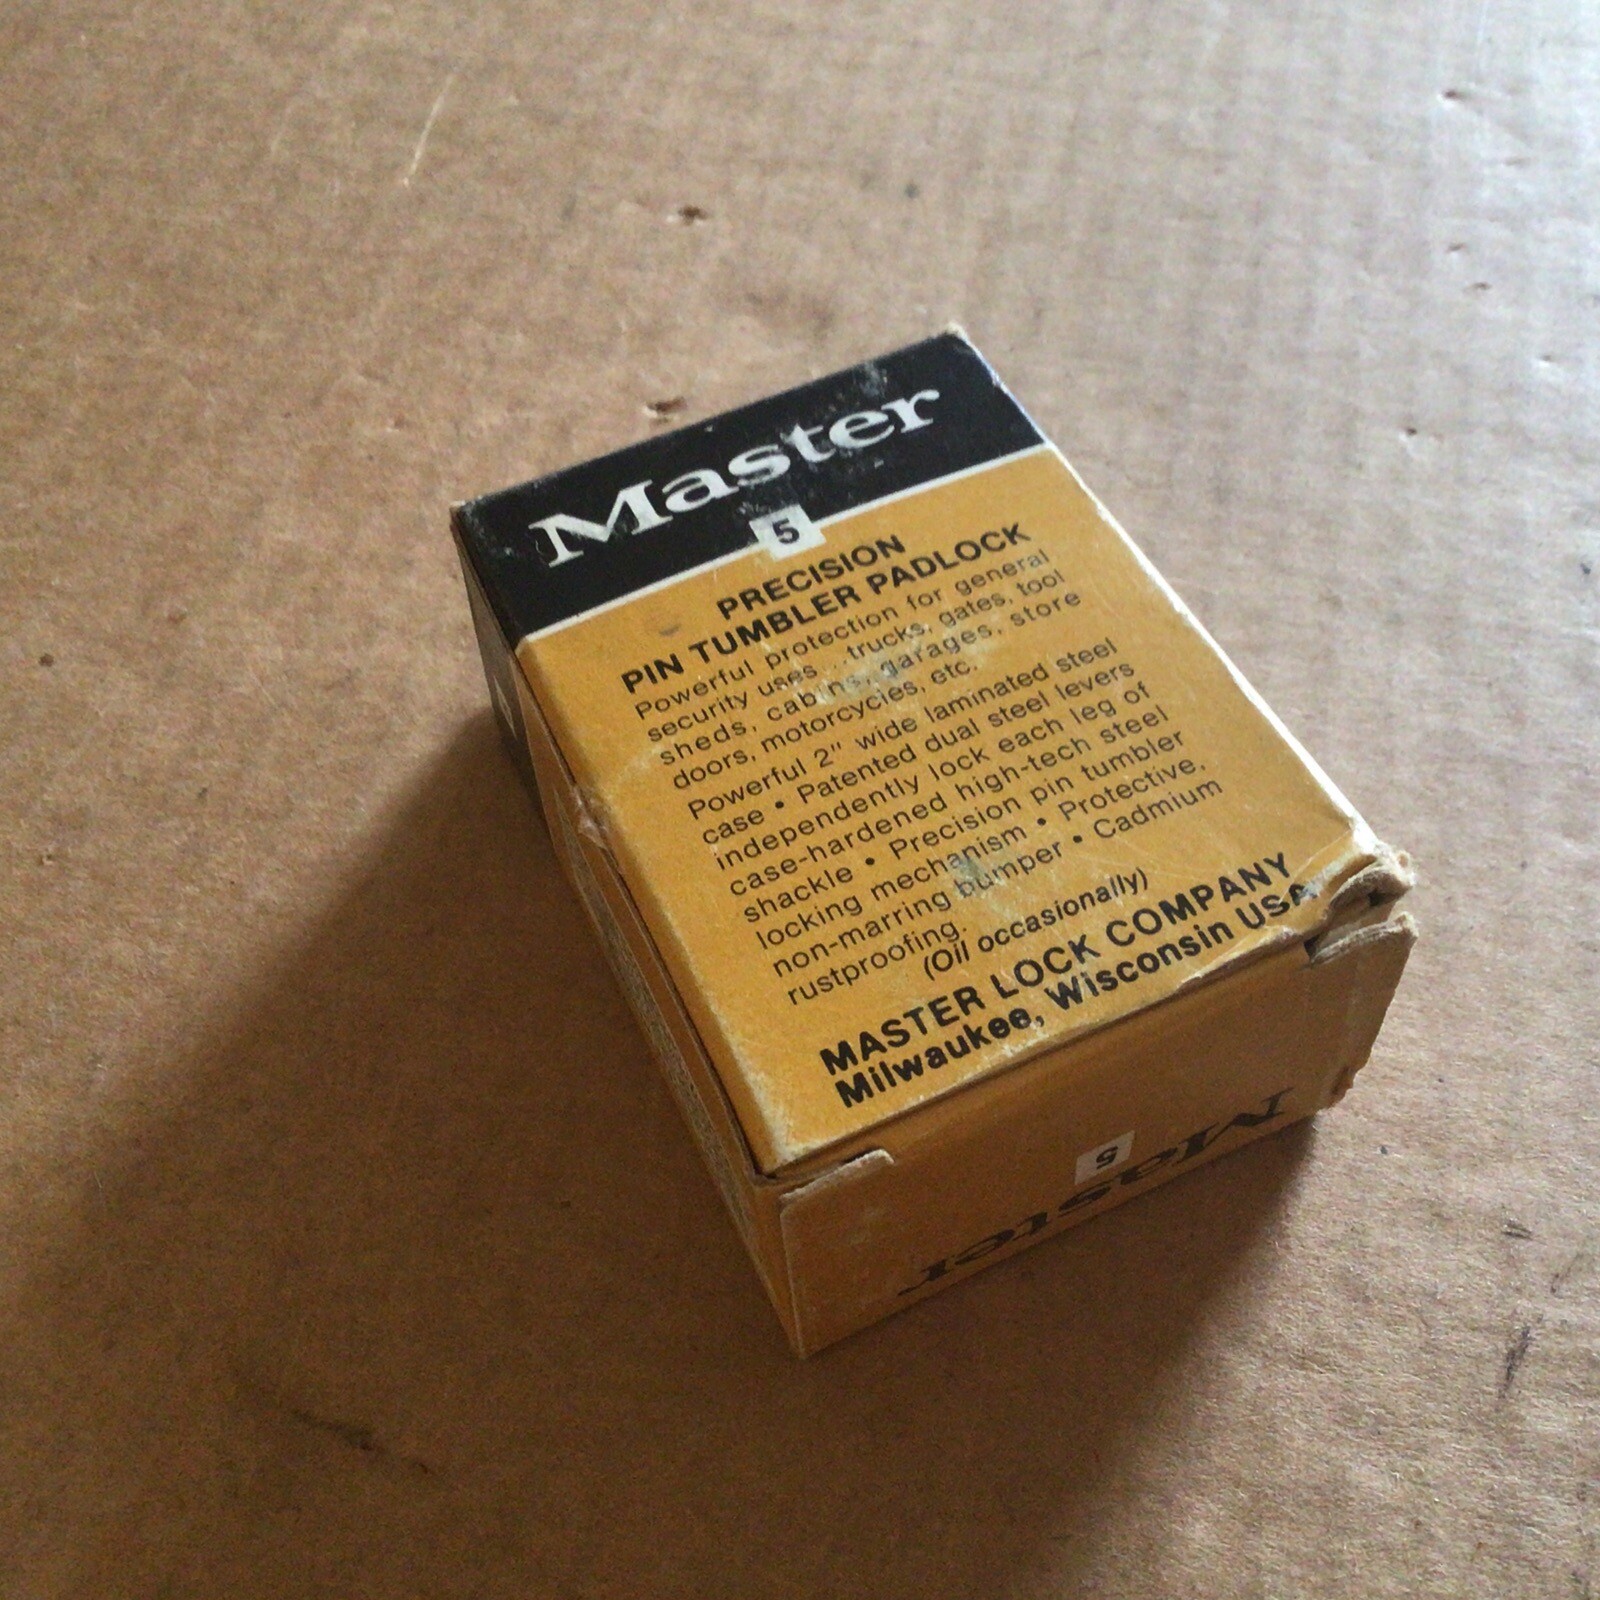 Master
5
PRECISION
PIN TUMBLER PADLOCK
Powerful protection for general
security uses...trucks, gates, tool
sheds, cabins, garages, store
doors, motorcycles, etc.
Powerful 2" wide laminated steel
case • Patented dual steel levers
independently lock each leg of
case-hardened high-tech steel
shackle • Precision pin tumbler
locking mechanism • Protective,
non-marring bumper • Cadmium
rustproofing.
(Oil occasionally)
MASTER LOCK COMPANY
Milwaukee, Wisconsin USA
Master
5